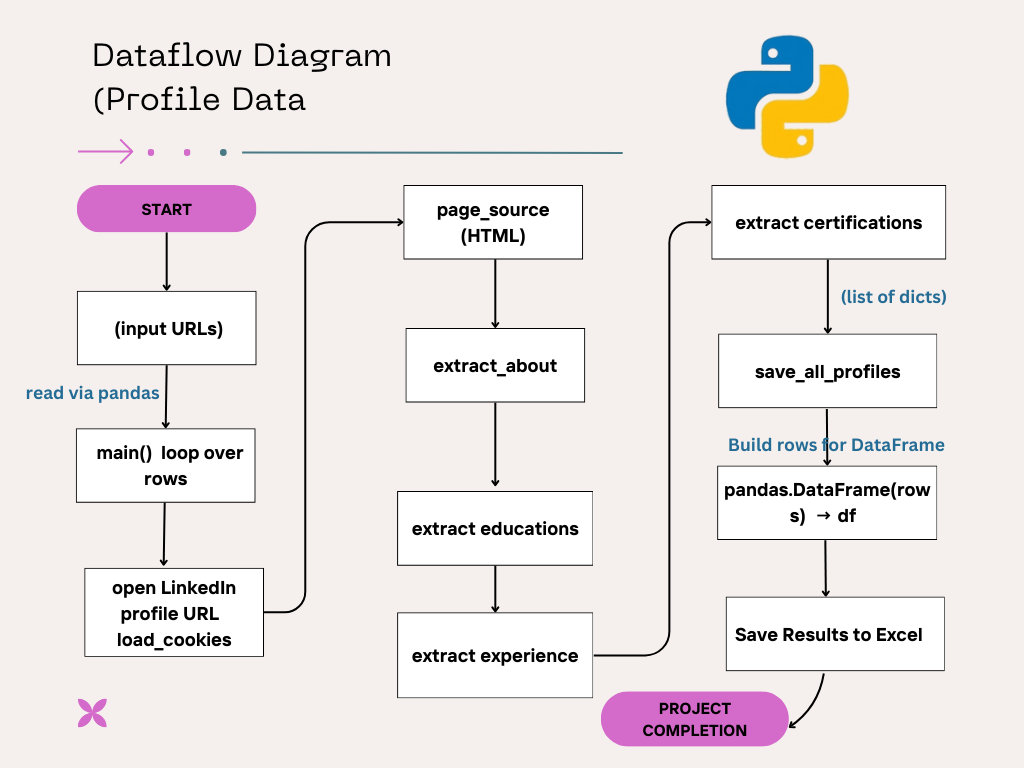 Dataflow Diagram
(Profile Data
START
(input URLs)
read via pandas
main() loop over
rows
open LinkedIn
profile URL
load_cookies
page_source
(HTML)
extract_about
extract educations
extract experience
extract certifications
(list of dicts)
save_all_profiles
Build rows for DataFrame
pandas.DataFrame(row
s) → df
Save Results to Excel
PROJECT
COMPLETION